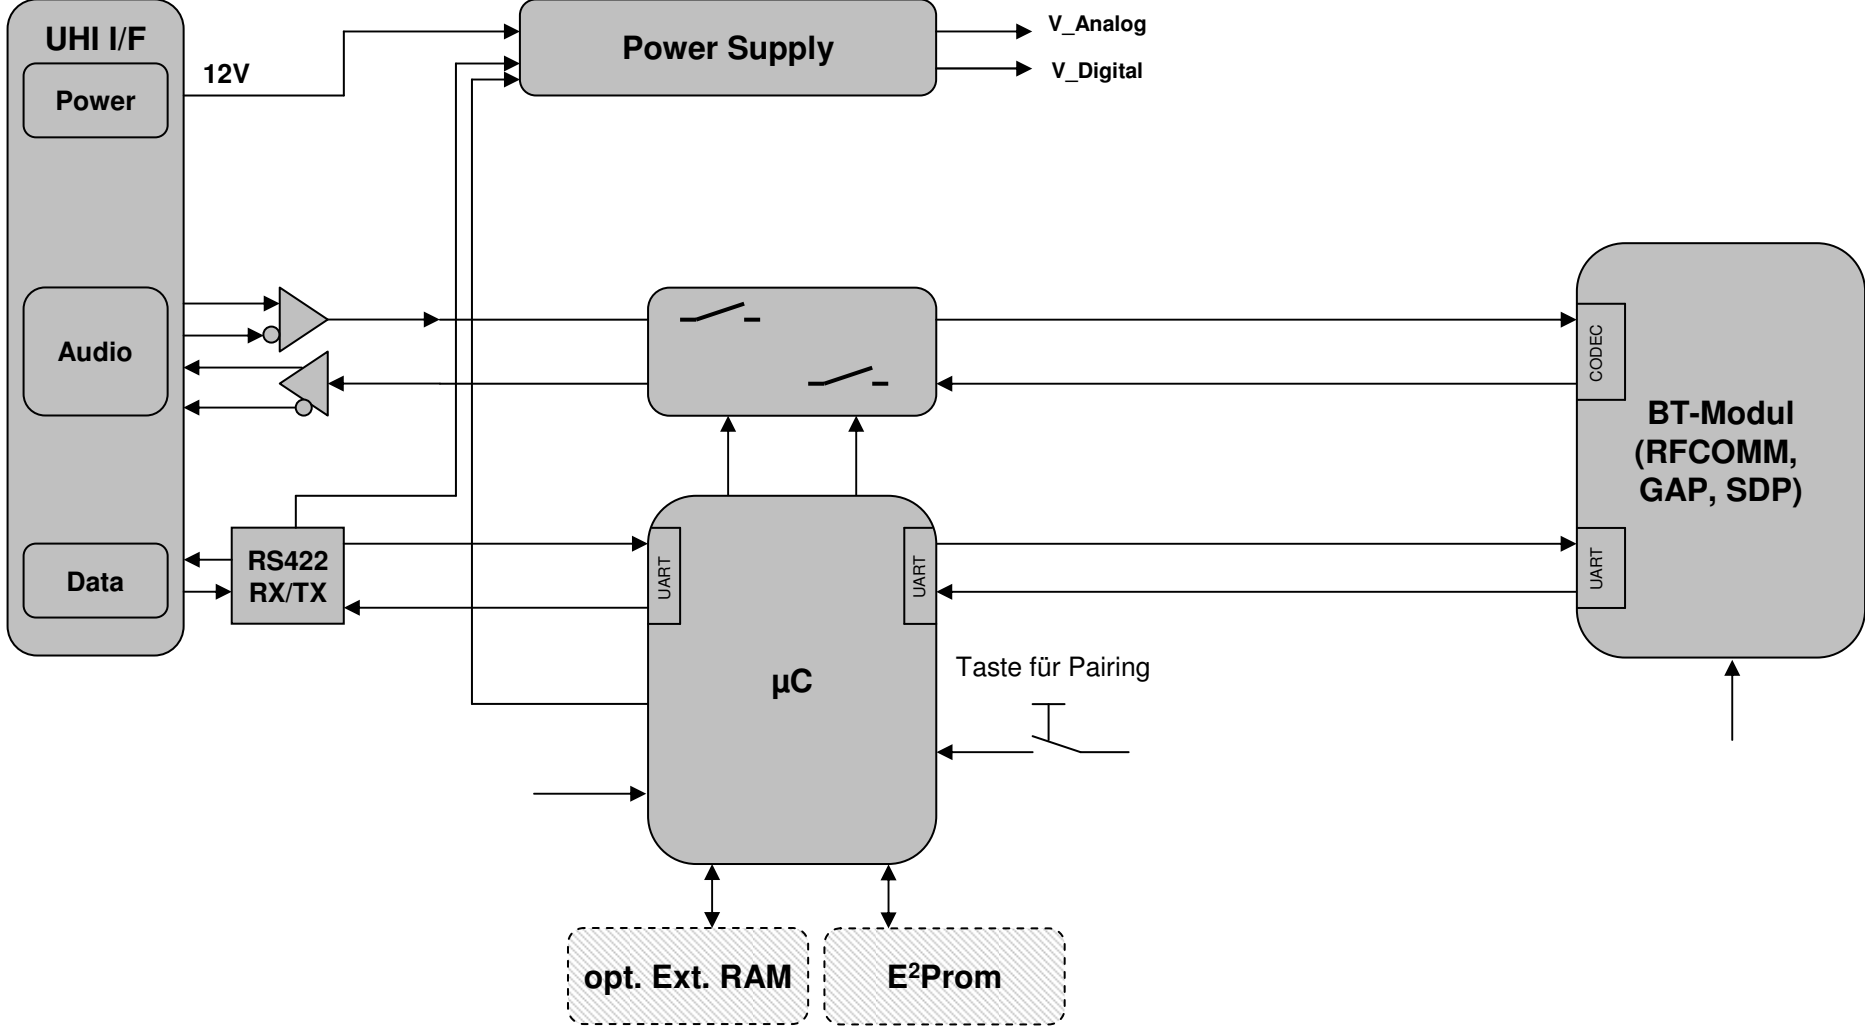 UHI I/F
Power
12V
Power Supply
V_Analog
V_Digital
Audio
CODEC
BT-Modul
(RFCOMM,
GAP, SDP)
Data
RS422
RX/TX
UART
UART
UART
µC
Taste für Pairing
opt. Ext. RAM
E²Prom